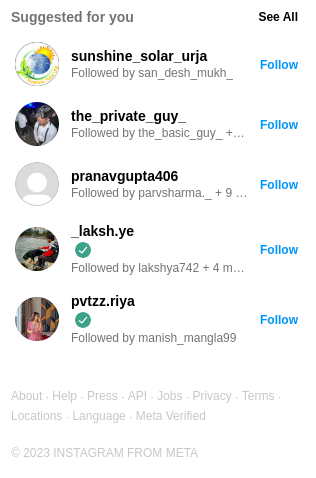 Suggested for you See All
sunshine_solar_urja
Followed by san_desh_mukh_
Follow
the_private_guy_
Followed by the_basic_guy_ +…
Follow
pranavgupta406
Followed by parvsharma._ + 9 …
Follow
_laksh.ye
Followed by lakshya742 + 4 m…
Follow
pvtzz.riya
Followed by manish_mangla99
Follow
About · Help · Press · API · Jobs · Privacy · Terms ·
Locations · Language · Meta Verified
© 2023 INSTAGRAM FROM META